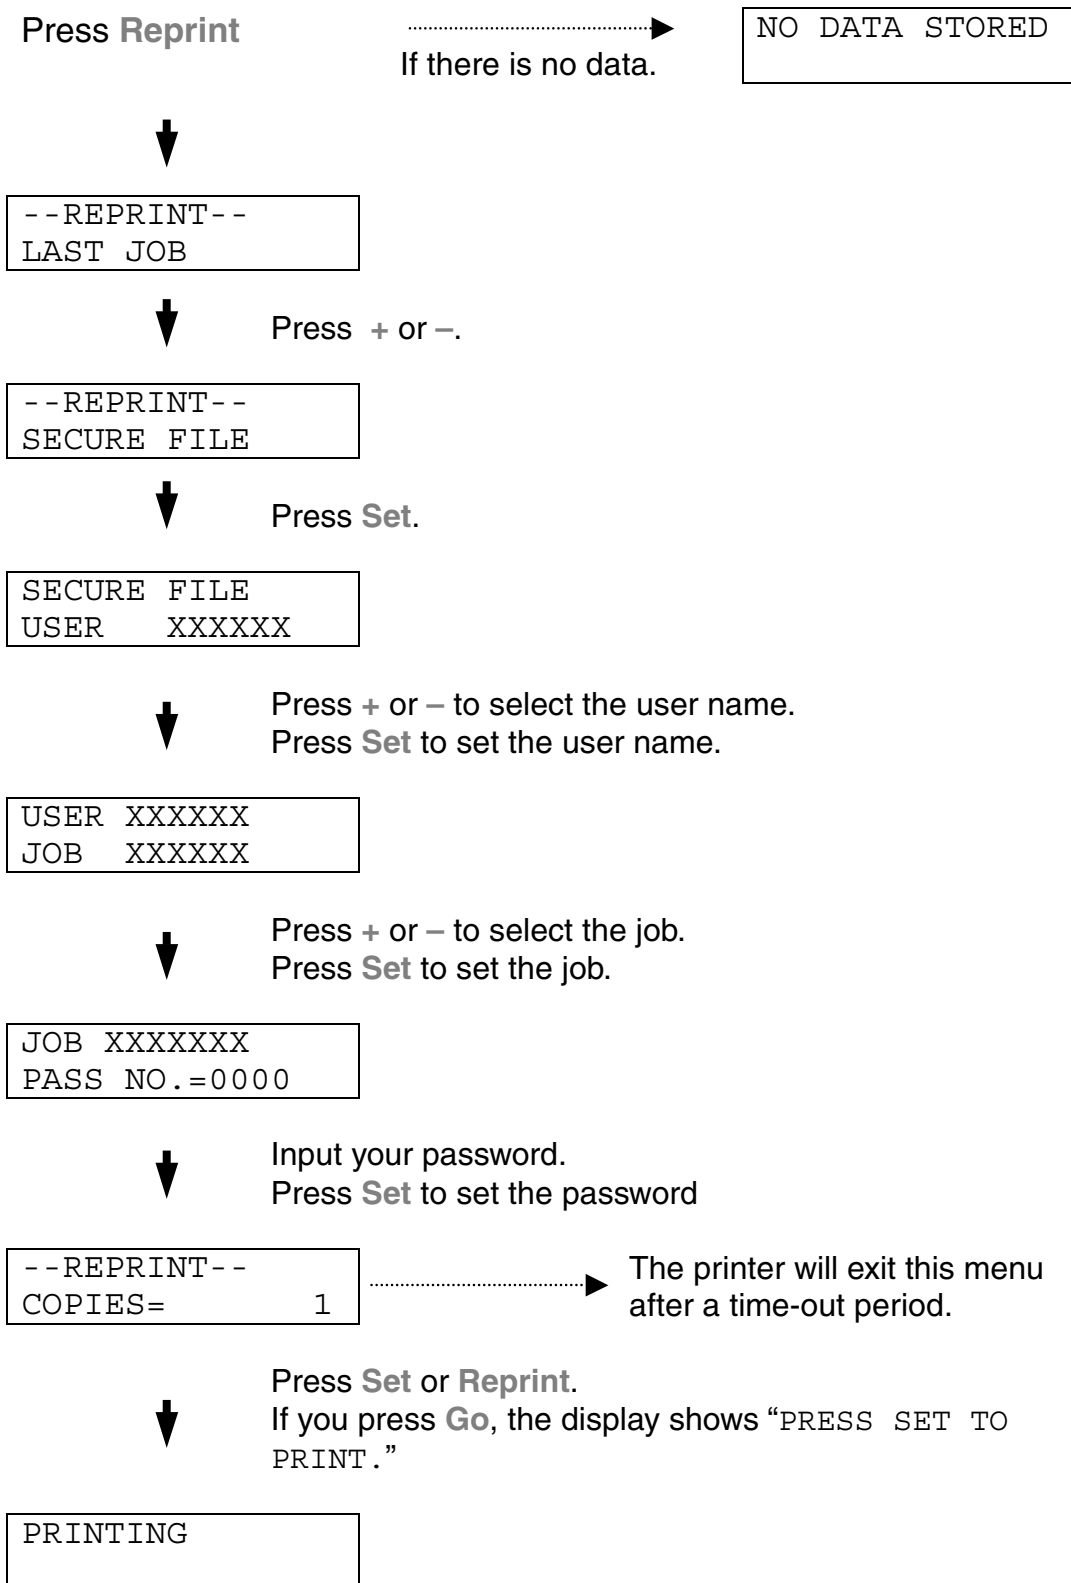 Press Reprint
If there is no data.
NO DATA STORED
--REPRINT--
LAST JOB
Press + or –.
--REPRINT--
SECURE FILE
Press Set.
SECURE FILE
USER XXXXXX
Press + or – to select the user name.
Press Set to set the user name.
USER XXXXXX
JOB XXXXXX
Press + or – to select the job.
Press Set to set the job.
JOB XXXXXXX
PASS NO.=0000
Input your password.
Press Set to set the password
--REPRINT--
COPIES= 1
The printer will exit this menu
after a time-out period.
Press Set or Reprint.
If you press Go, the display shows “PRESS SET TO
PRINT.”
PRINTING